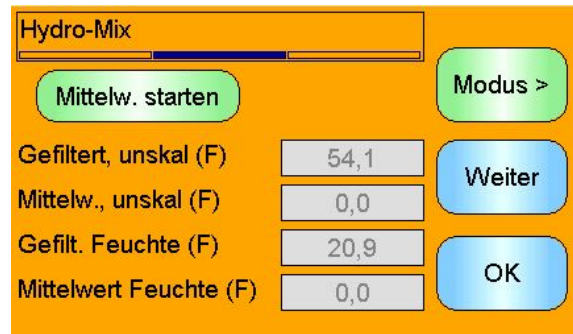 Hydro-Mix
Mittelw. starten
Modus >
Gefiltert, unskal (F) 54,1
Mittelw., unskal (F) 0,0
Weiter
Gefilt. Feuchte (F) 20,9
Mittelwert Feuchte (F) 0,0
OK